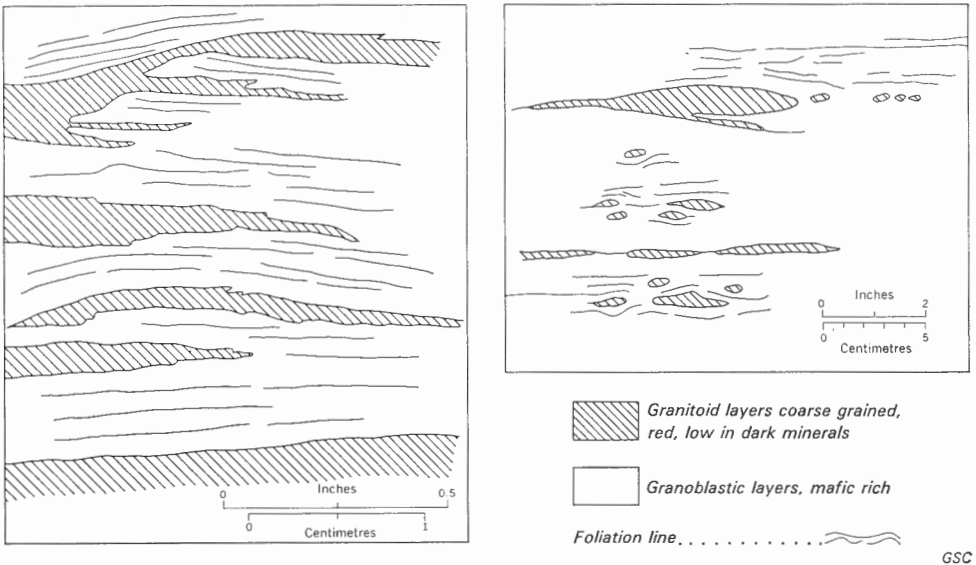 0 Inches 0.5
0 Centimetres 1
0 Inches 2
0 Centimetres 5
Granitoid layers coarse grained,
red, low in dark minerals
Granoblastic layers, mafic rich
Foliation line . . . . . . . . . . . .
GSC